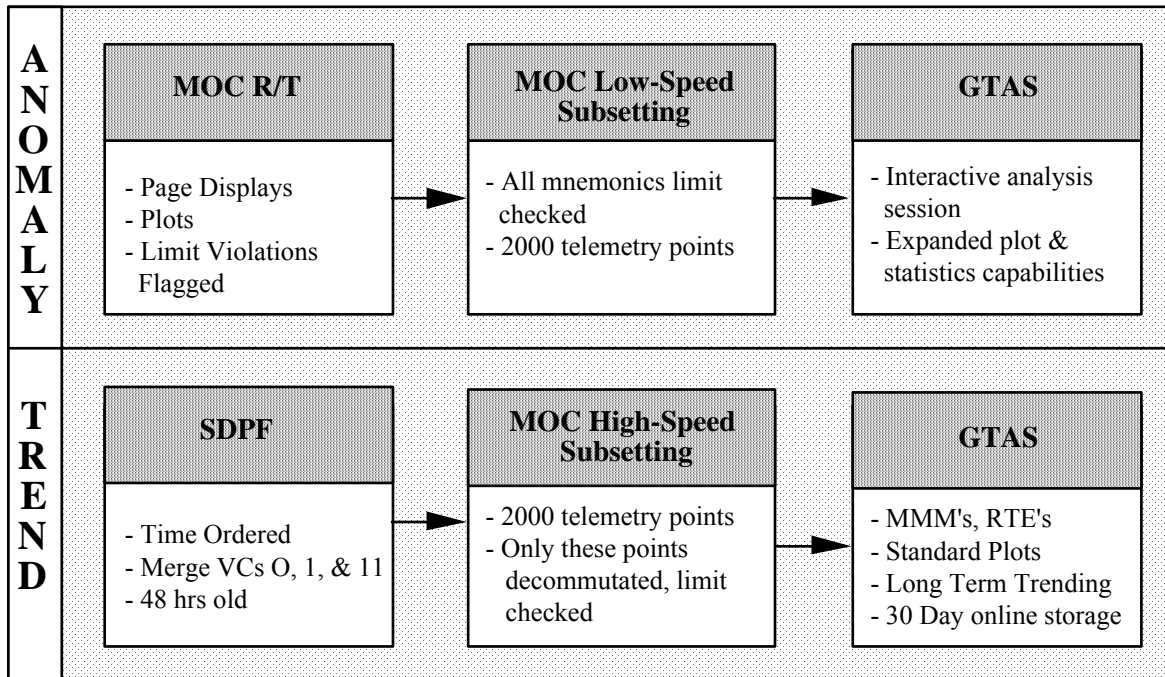 ANOMALY
MOC R/T
- Page Displays
- Plots
- Limit Violations
Flagged
MOC Low-Speed
Subsetting
- All mnemonics limit
checked
- 2000 telemetry points
GTAS
- Interactive analysis
session
- Expanded plot &
statistics capabilities
TREND
SDPF
- Time Ordered
- Merge VCs O, 1, & 11
- 48 hrs old
MOC High-Speed
Subsetting
- 2000 telemetry points
- Only these points
decommutated, limit
checked
GTAS
- MMM's, RTE's
- Standard Plots
- Long Term Trending
- 30 Day online storage